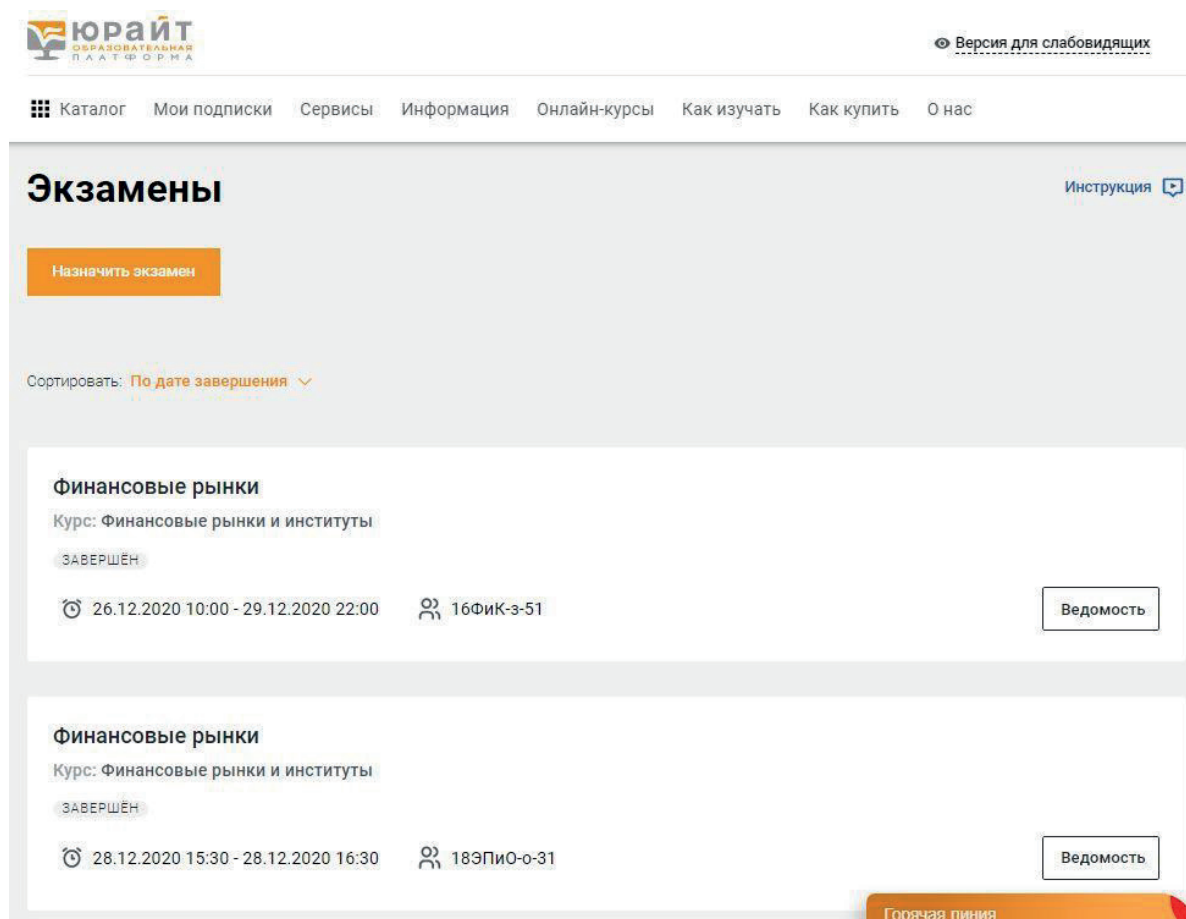 юрайт
ОБРАЗОВАТЕЛЬНАЯ
ПЛАТФОРМА
Версия для слабовидящих
Каталог Мои подписки Сервисы Информация Онлайн-курсы Как изучать Как купить О нас
Экзамены
Инструкция
Назначить экзамен
Сортировать: По дате завершения
Финансовые рынки
Курс: Финансовые рынки и институты
ЗАВЕРШЁН
26.12.2020 10:00 - 29.12.2020 22:00 16ФиК-з-51 Ведомость
Финансовые рынки
Курс: Финансовые рынки и институты
ЗАВЕРШЁН
28.12.2020 15:30 - 28.12.2020 16:30 18ЭПиО-о-31 Ведомость
Горячая линия